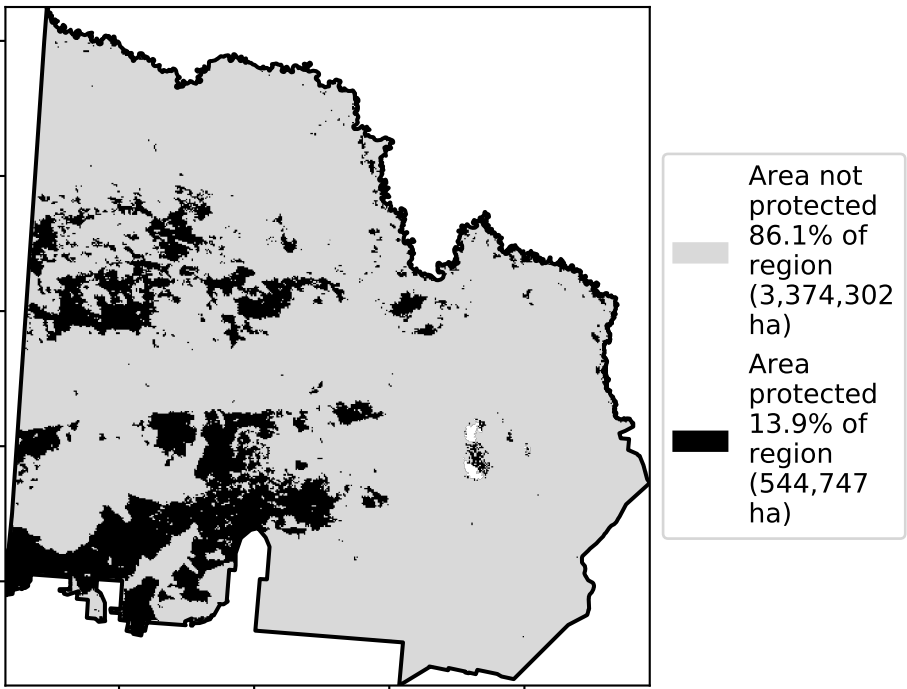 Area not
protected
86.1% of
region
(3,374,302
ha)
Area
protected
13.9% of
region
(544,747
ha)